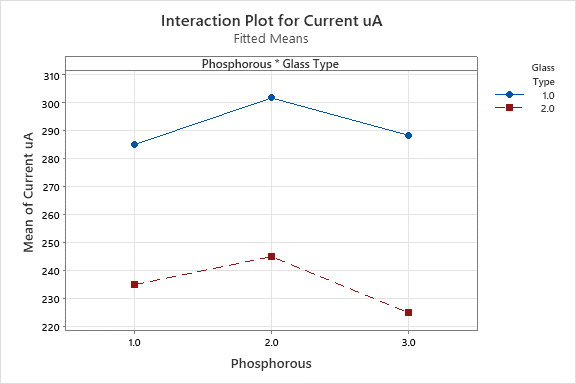 Interaction Plot for Current uA
Fitted Means
Phosphorous * Glass Type
310
300
290
280
270
260
250
240
230
220
Mean of Current uA
1.0
2.0
3.0
Phosphorous
Glass
Type
1.0
2.0